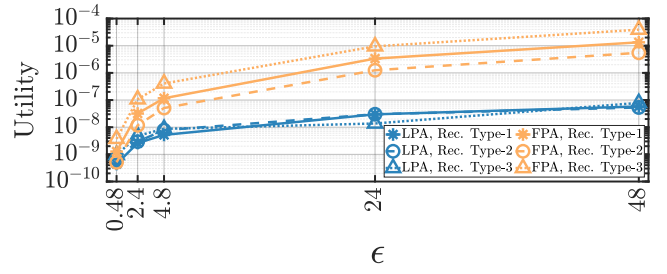 Utility
10^-4
10^-5
10^-6
10^-7
10^-8
10^-9
10^-10
0.48
2.4
4.8
24
48
ϵ
LPA, Rec. Type-1 FPA, Rec. Type-1
LPA, Rec. Type-2 FPA, Rec. Type-2
LPA, Rec. Type-3 FPA, Rec. Type-3